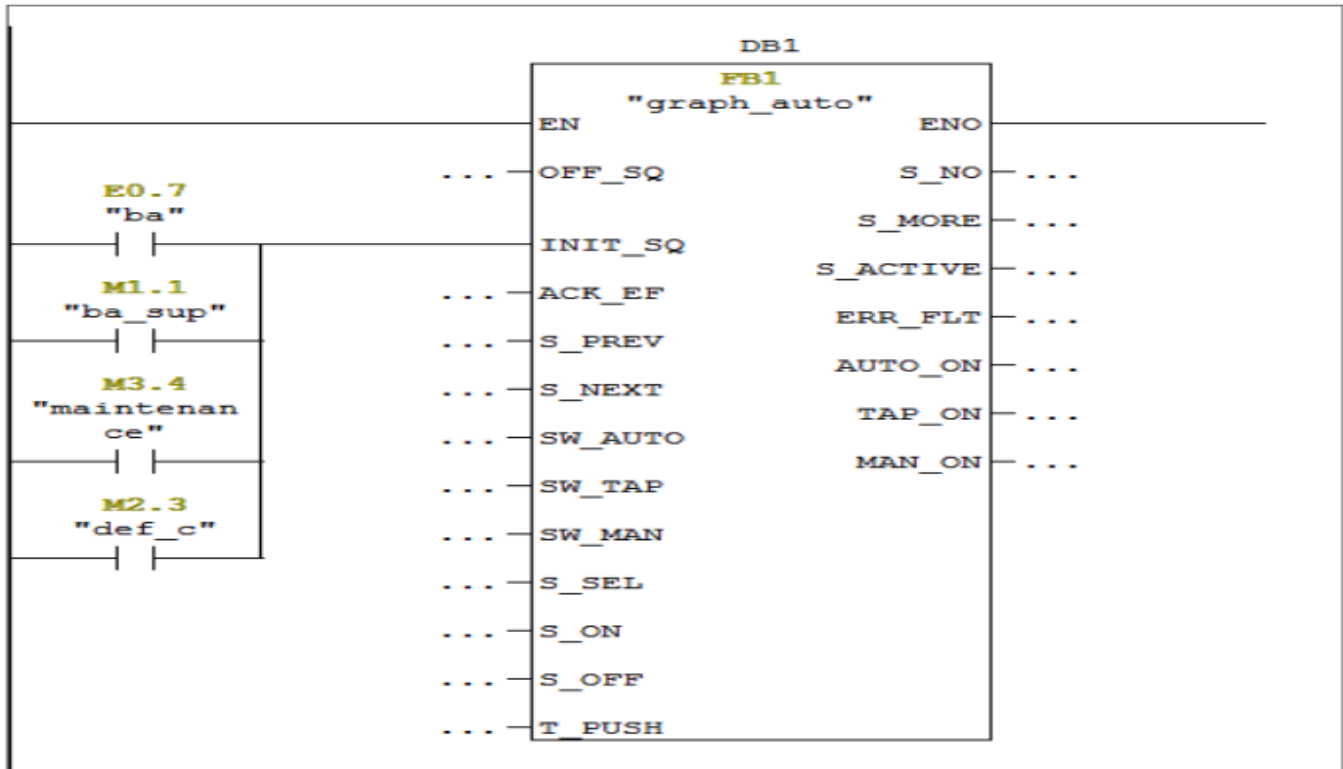 DB1
FB1
"graph_auto"
EN ENO
... OFF_SQ S_NO ...
E0.7
"ba"
S_MORE ...
INIT_SQ
S_ACTIVE ...
M1.1
"ba_sup"
... ACK_EF
ERR_FLT ...
... S_PREV
AUTO_ON ...
M3.4
"maintenan
ce"
... S_NEXT
TAP_ON ...
... SW_AUTO
MAN_ON ...
... SW_TAP
M2.3
"def_c"
... SW_MAN
... S_SEL
... S_ON
... S_OFF
... T_PUSH